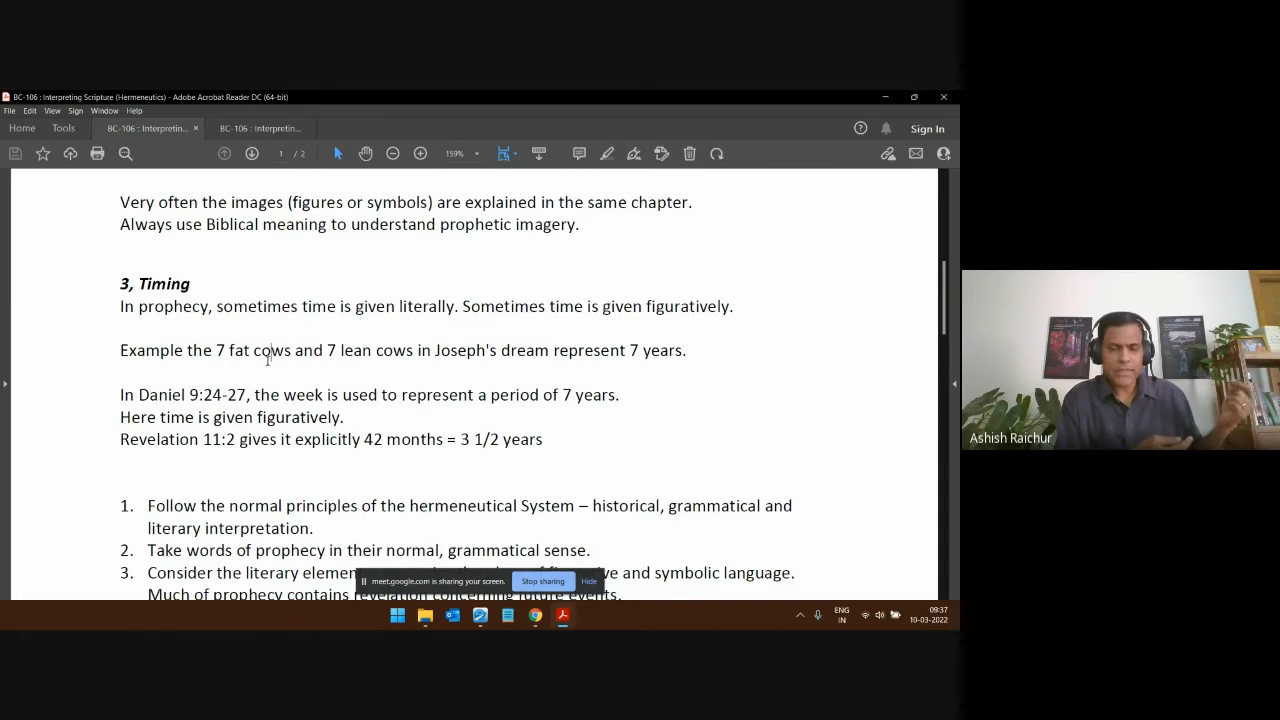 BC-106 : Interpreting Scripture (Hermeneutics) - Adobe Acrobat Reader DC (64-bit)
File Edit View Sign Window Help
Home Tools BC-106 : Interpretin... × BC-106 : Interpretin... Sign In
1 / 2 159%
Very often the images (figures or symbols) are explained in the same chapter.
Always use Biblical meaning to understand prophetic imagery.
3, Timing
In prophecy, sometimes time is given literally. Sometimes time is given figuratively.
Example the 7 fat cows and 7 lean cows in Joseph's dream represent 7 years.
In Daniel 9:24-27, the week is used to represent a period of 7 years.
Here time is given figuratively.
Revelation 11:2 gives it explicitly 42 months = 3 1/2 years
1. Follow the normal principles of the hermeneutical System – historical, grammatical and
literary interpretation.
2. Take words of prophecy in their normal, grammatical sense.
3. Consider the literary and symbolic language.
Much of prophecy contains revelation concerning future events.
meet.google.com is sharing your screen. Stop sharing Hide
ENG
IN
09:37
10-03-2022
Ashish Raichur